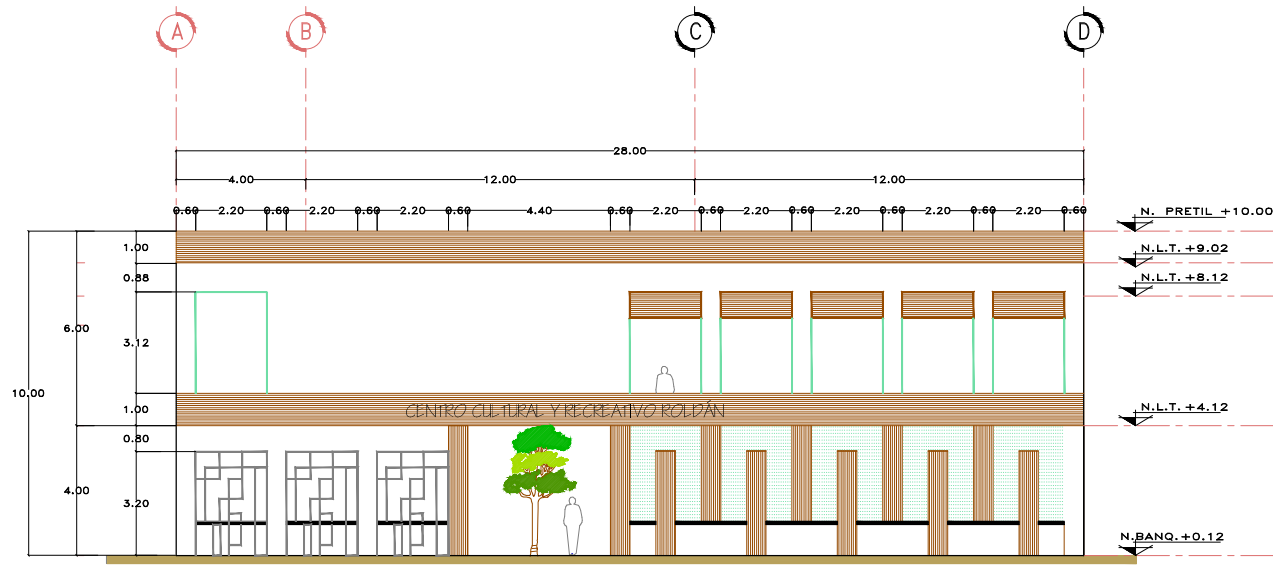 A B C D
28.00
4.00 12.00 12.00
0.60 2.20 0.60 2.20 0.60 2.20 0.60 4.40 0.60 2.20 0.60 2.20 0.60 2.20 0.60 2.20 0.60 2.20 0.60
N. PRETIL +10.00
1.00 N.L.T. +9.02
0.88 N.L.T. +8.12
6.00
3.12
10.00
1.00 CENTRO CULTURAL Y RECREATIVO ROLDÁN N.L.T. +4.12
0.80
4.00
3.20
N.BANQ.+0.12